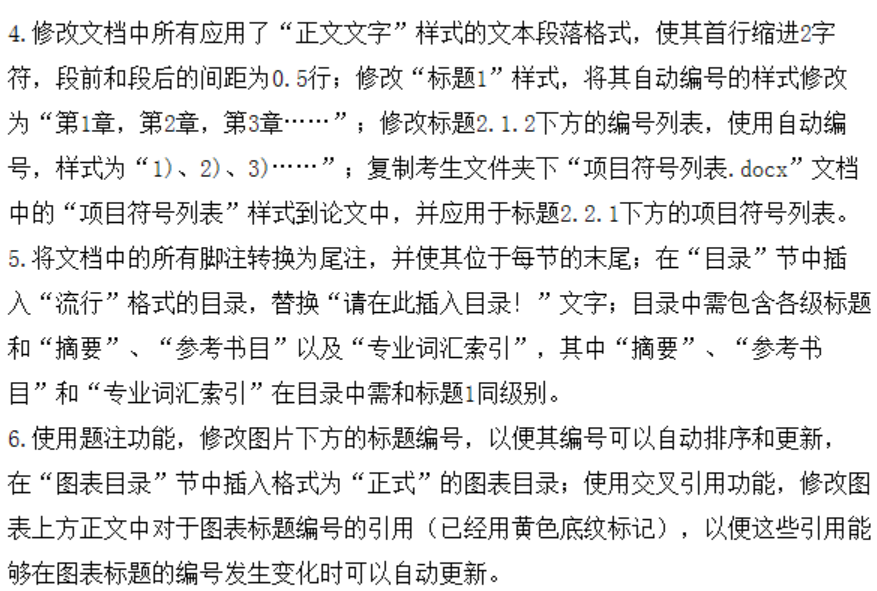 4.修改文档中所有应用了“正文文字”样式的文本段落格式，使其首行缩进2字
符，段前和段后的间距为0.5行；修改“标题1”样式，将其自动编号的样式修改
为“第1章，第2章，第3章……”；修改标题2.1.2下方的编号列表，使用自动编
号，样式为“1)、2)、3)……”；复制考生文件夹下“项目符号列表.docx”文档
中的“项目符号列表”样式到论文中，并应用于标题2.2.1下方的项目符号列表。
5.将文档中的所有脚注转换为尾注，并使其位于每节的末尾；在“目录”节中插
入“流行”格式的目录，替换“请在此插入目录！”文字；目录中需包含各级标题
和“摘要”、“参考书目”以及“专业词汇索引”，其中“摘要”、“参考书
目”和“专业词汇索引”在目录中需和标题1同级别。
6.使用题注功能，修改图片下方的标题编号，以便其编号可以自动排序和更新，
在“图表目录”节中插入格式为“正式”的图表目录；使用交叉引用功能，修改图
表上方正文中对于图表标题编号的引用（已经用黄色底纹标记），以便这些引用能
够在图表标题的编号发生变化时可以自动更新。